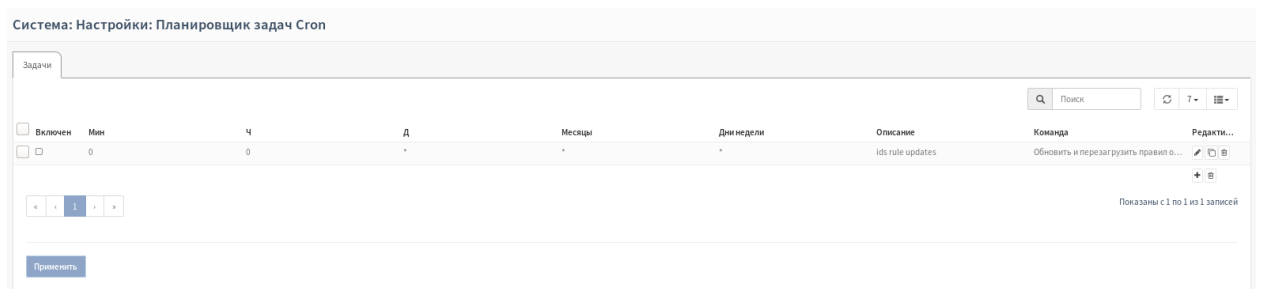 Система: Настройки: Планировщик задач Cron
Задачи
Поиск 7
Включен Мин Ч Д Месяцы Дни недели Описание Команда Редакти...
0 0 * * * ids rule updates Обновить и перезагрузить правил о...
« ‹ 1 › » Показаны с 1 по 1 из 1 записей
Применить